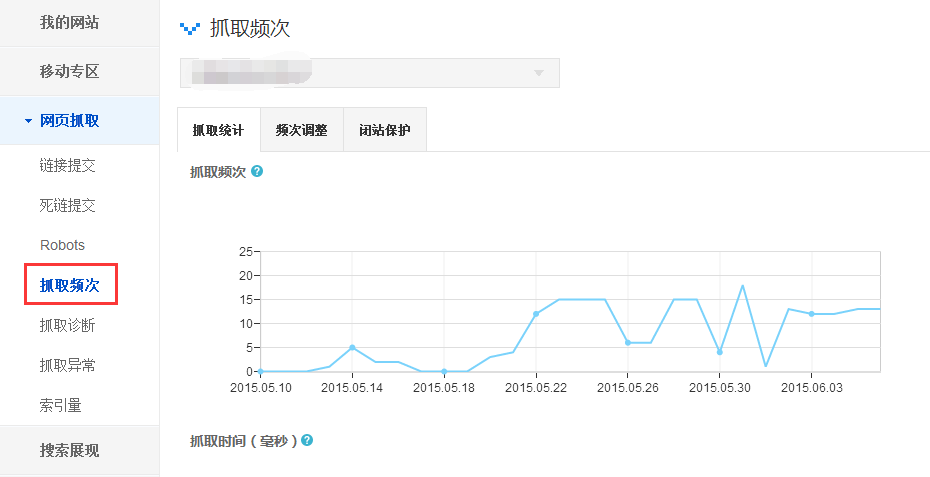 我的网站
移动专区
网页抓取
链接提交
死链提交
Robots
抓取频次
抓取诊断
抓取异常
索引量
搜索展现
抓取频次
抓取统计 频次调整 闭站保护
抓取频次 ?
25
20
15
10
5
0
2015.05.10 2015.05.14 2015.05.18 2015.05.22 2015.05.26 2015.05.30 2015.06.03
抓取时间 ( 毫秒 ) ?